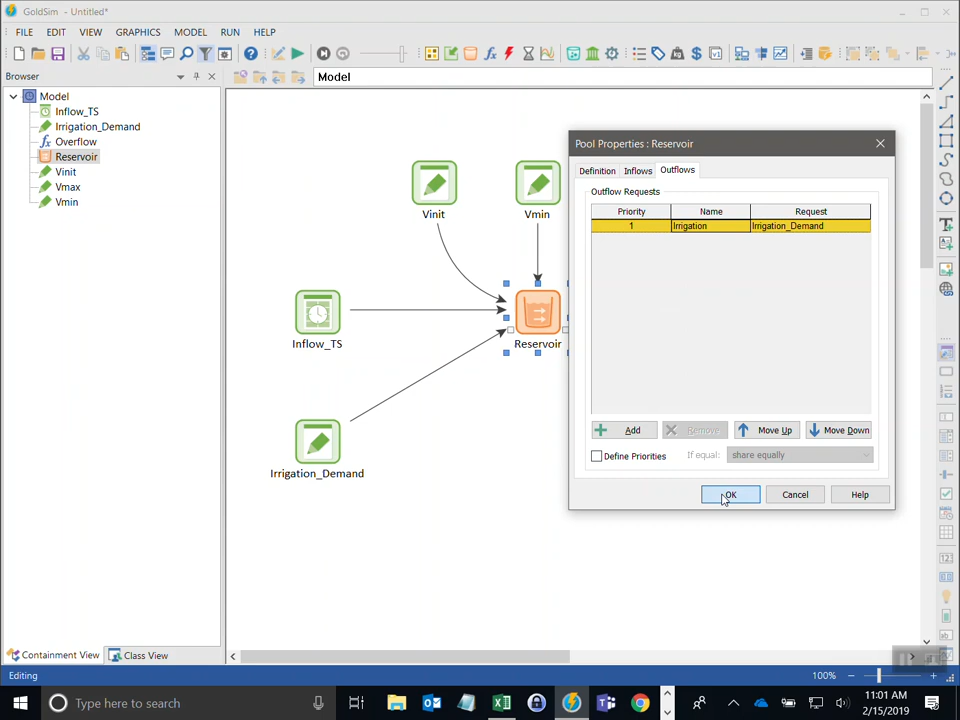 GoldSim - Untitled*
FILE EDIT VIEW GRAPHICS MODEL RUN HELP
Browser
Model
Model
Inflow_TS
Irrigation_Demand
Overflow
Reservoir
Vinit
Vmax
Vmin
Vinit
Vmin
Inflow_TS
Reservoir
Irrigation_Demand
Pool Properties : Reservoir
Definition Inflows Outflows
Outflow Requests
Priority Name Request
1 Irrigation Irrigation_Demand
Add Remove Move Up Move Down
Define Priorities If equal: share equally
OK Cancel Help
Containment View Class View
Editing 100%
Type here to search
11:01 AM
2/15/2019